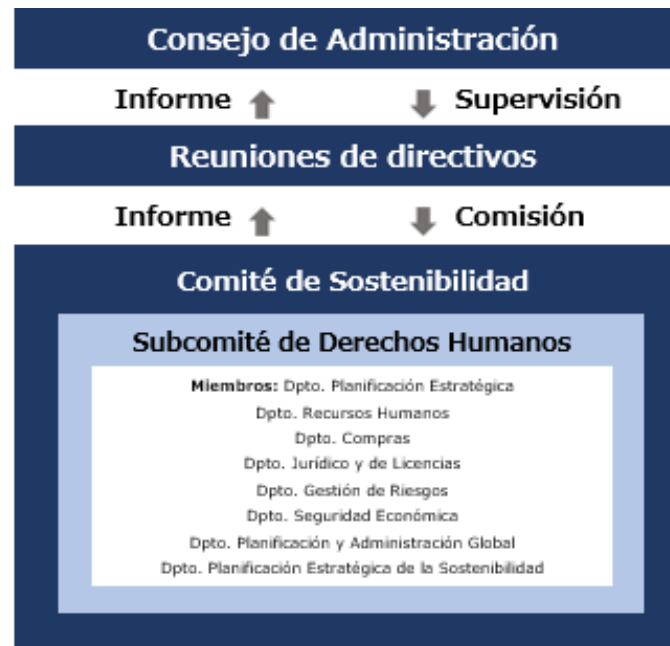 Consejo de Administración
Informe Supervisión
Reuniones de directivos
Informe Comisión
Comité de Sostenibilidad
Subcomité de Derechos Humanos
Miembros: Dpto. Planificación Estratégica
Dpto. Recursos Humanos
Dpto. Compras
Dpto. Jurídico y de Licencias
Dpto. Gestión de Riesgos
Dpto. Seguridad Económica
Dpto. Planificación y Administración Global
Dpto. Planificación Estratégica de la Sostenibilidad